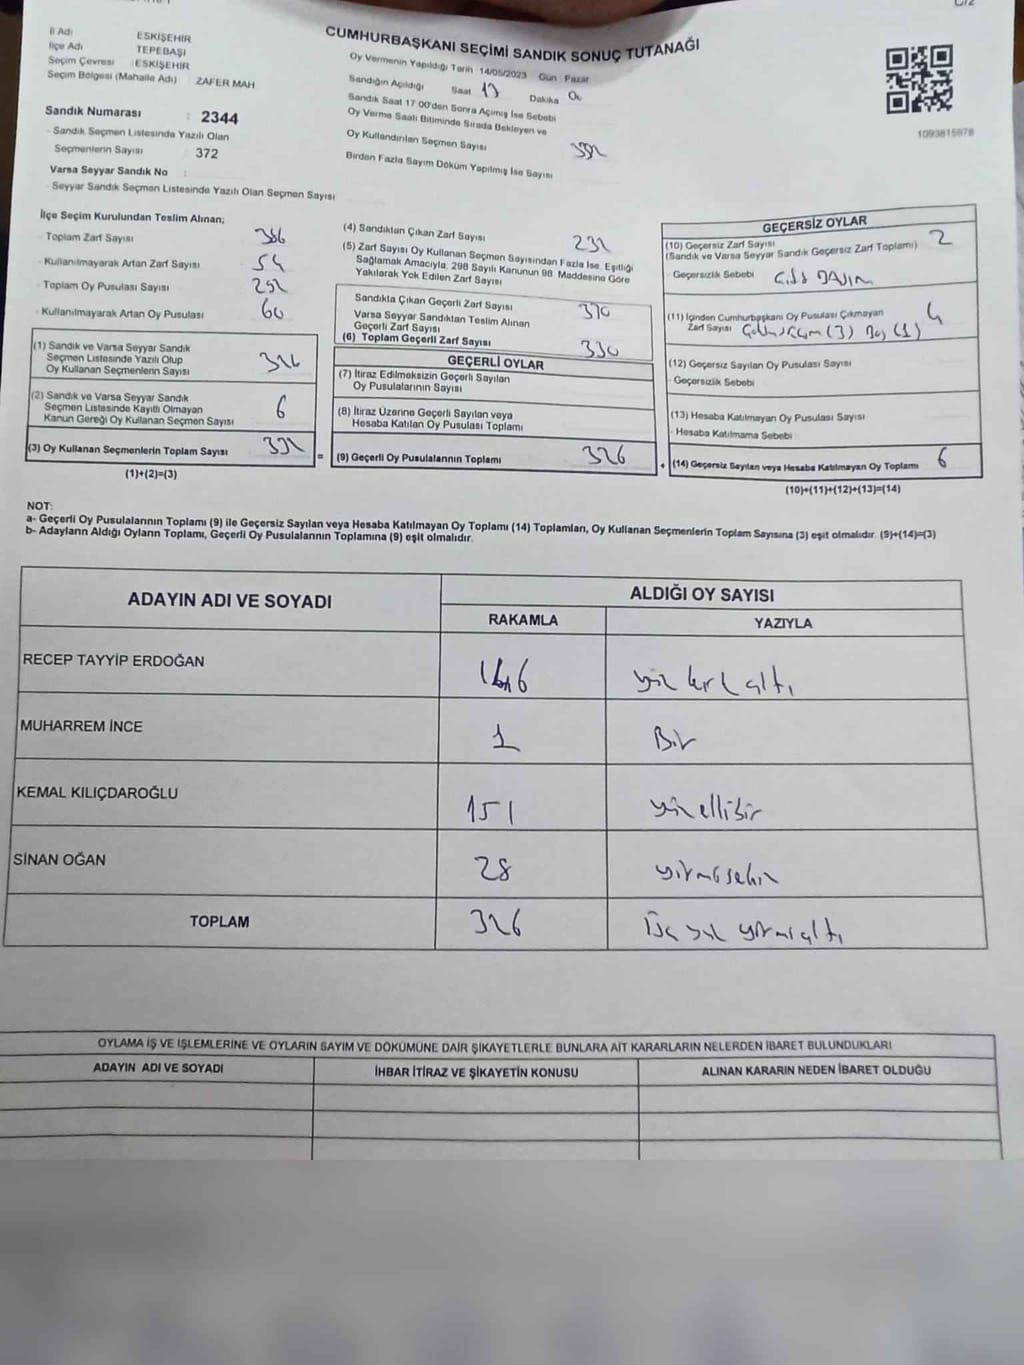 CUMHURBAŞKANI SEÇİMİ SANDIK SONUÇ TUTANAĞI
İl Adı ESKİŞEHİR
İlçe Adı TEPEBAŞI
Seçim Çevresi : ESKİŞEHİR
Seçim Bölgesi (Mahalle Adı) ZAFER MAH
Sandık Numarası : 2344
- Sandık Seçmen Listesinde Yazılı Olan
Seçmenlerin Sayısı 372
Varsa Seyyar Sandık No :
- Seyyar Sandık Seçmen Listesinde Yazılı Olan Seçmen Sayısı
Oy Vermenin Yapıldığı Tarih 14/05/2023 Gün : Pazar
Sandığın Açıldığı Saat 17 Dakika 00
Sandık Saat 17:00'den Sonra Açımış İse Sebebi
Oy Verme Saati Bitiminde Sırada Bekleyen ve
Oy Kullandırılan Seçmen Sayısı 332
Birden Fazla Sayım Döküm Yapılmış İse Sayısı
1093815978
İlçe Seçim Kurulundan Teslim Alınan;
- Toplam Zarf Sayısı 386
- Kullanılmayarak Artan Zarf Sayısı 54
- Toplam Oy Pusulası Sayısı
- Kullanılmayarak Artan Oy Pusulası 60
(1) Sandık ve Varsa Seyyar Sandık
Seçmen Listesinde Yazılı Olup
Oy Kullanan Seçmenlerin Sayısı 326
(2) Sandık ve Varsa Seyyar Sandık
Seçmen Listesinde Kayıtlı Olmayan
Kanun Gereği Oy Kullanan Seçmen Sayısı 6
(3) Oy Kullanan Seçmenlerin Toplam Sayısı 332
(1)+(2)=(3)
=
(4) Sandıktan Çıkan Zarf Sayısı 232
(5) Zarf Sayısı Oy Kullanan Seçmen Sayısından Fazla İse, Eşitliği
Sağlamak Amacıyla, 298 Sayılı Kanunun 98. Maddesine Göre
Yakılarak Yok Edilen Zarf Sayısı
Sandıkta Çıkan Geçerli Zarf Sayısı 330
Varsa Seyyar Sandıktan Teslim Alınan
Geçerli Zarf Sayısı
(6) Toplam Geçerli Zarf Sayısı 330
GEÇERLİ OYLAR
(7) İtiraz Edilmeksizin Geçerli Sayılan
Oy Pusulalarının Sayısı
(8) İtiraz Üzerine Geçerli Sayılan veya
Hesaba Katılan Oy Pusulası Toplamı
(9) Geçerli Oy Pusulalarının Toplamı 326
+
GEÇERSİZ OYLAR
(10) Geçersiz Zarf Sayısı 2
(Sandık ve Varsa Seyyar Sandık Geçersiz Zarf Toplamı)
- Geçersizlik Sebebi
(11) İçinden Cumhurbaşkanı Oy Pusulası Çıkmayan 4
Zarf Sayısı (3) Boş (1)
(12) Geçersiz Sayılan Oy Pusulası Sayısı
- Geçersizlik Sebebi
(13) Hesaba Katılmayan Oy Pusulası Sayısı
- Hesaba Katılmama Sebebi
(14) Geçersiz Sayılan veya Hesaba Katılmayan Oy Toplamı 6
(10)+(11)+(12)+(13)=(14)
NOT:
a- Geçerli Oy Pusulalarının Toplamı (9) ile Geçersiz Sayılan veya Hesaba Katılmayan Oy Toplamı (14) Toplamları, Oy Kullanan Seçmenlerin Toplam Sayısına (3) eşit olmalıdır. (9)+(14)=(3)
b- Adayların Aldığı Oyların Toplamı, Geçerli Oy Pusulalarının Toplamına (9) eşit olmalıdır.
ADAYIN ADI VE SOYADI ALDIĞI OY SAYISI
RAKAMLA YAZIYLA
RECEP TAYYİP ERDOĞAN 146 yüz kırk altı
MUHARREM İNCE 1 Bir
KEMAL KILIÇDAROĞLU 151 yüzellibir
SİNAN OĞAN 28 yirmisekiz
TOPLAM 326 Üç yüz yirmialtı
OYLAMA İŞ VE İŞLEMLERİNE VE OYLARIN SAYIM VE DÖKÜMÜNE DAİR ŞİKAYETLERLE BUNLARA AİT KARARLARIN NELERDEN İBARET BULUNDUKLARI
ADAYIN ADI VE SOYADI İHBAR İTİRAZ VE ŞİKAYETİN KONUSU ALINAN KARARIN NEDEN İBARET OLDUĞU